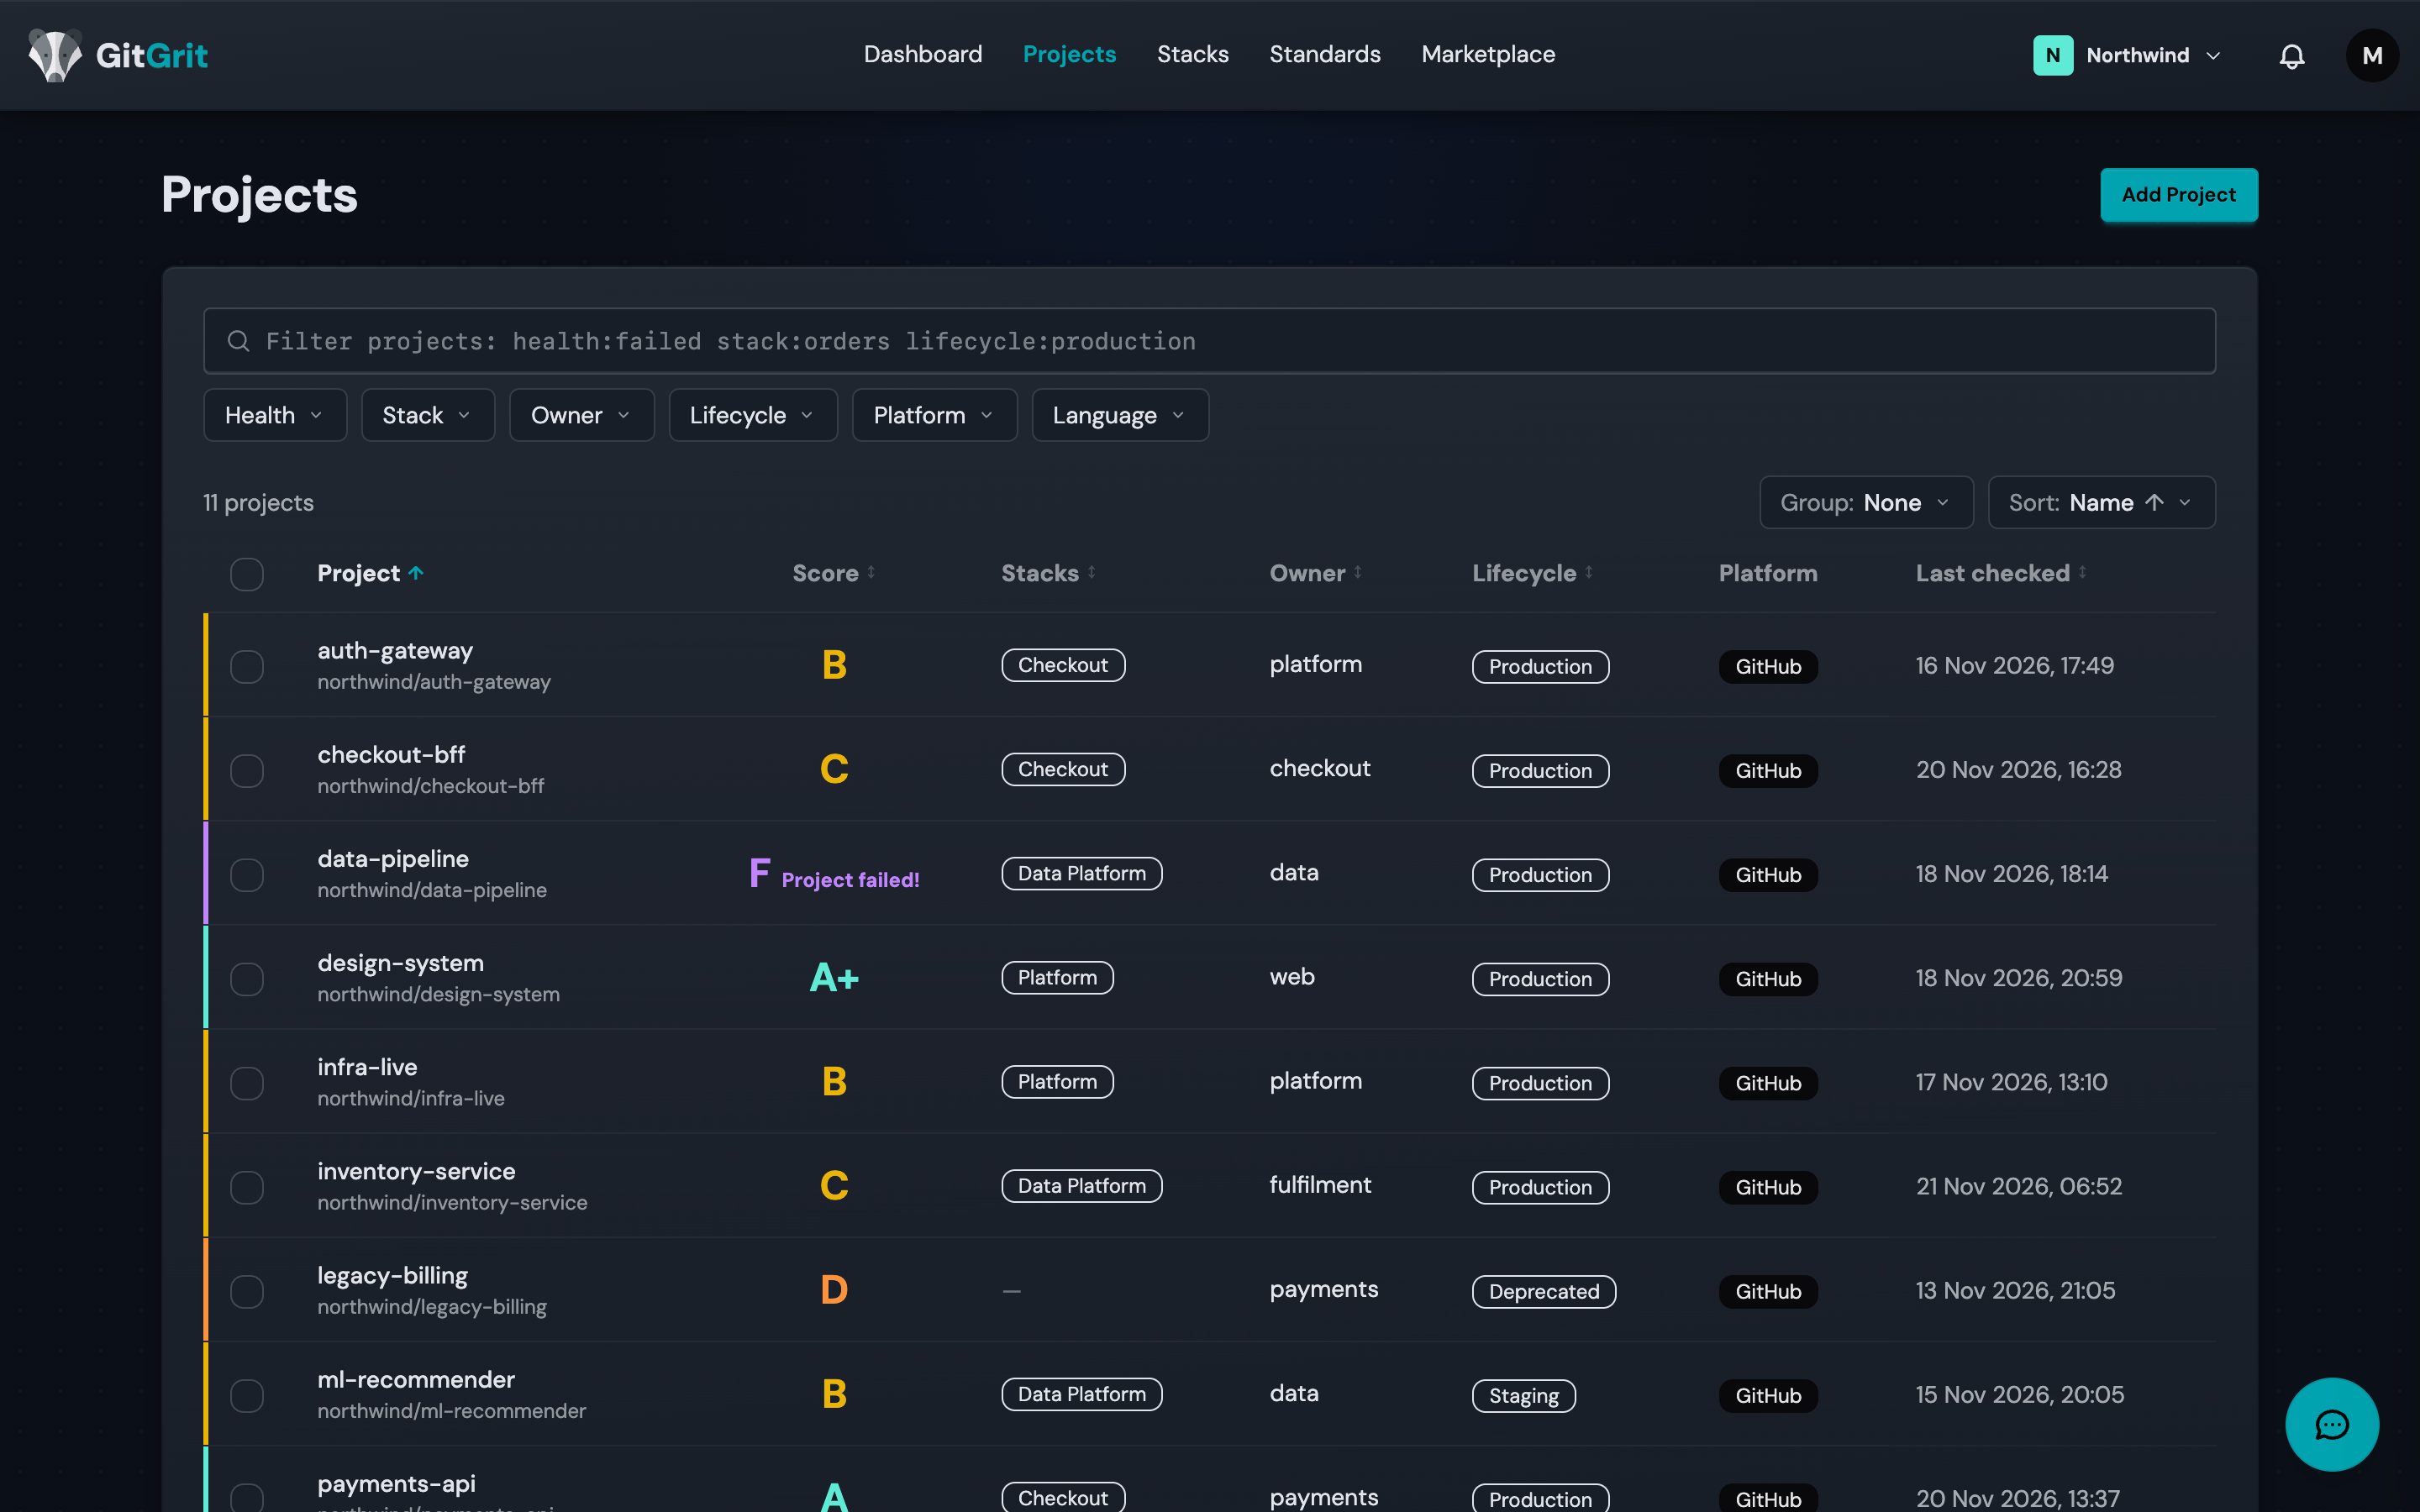 GitGrit
Dashboard
Projects
Stacks
Standards
Marketplace
N
Northwind
M
Projects
Add Project
Filter projects: health:failed stack:orders lifecycle:production
Health
Stack
Owner
Lifecycle
Platform
Language
11 projects
Group: None
Sort: Name ↑
Project ↑ Score Stacks Owner Lifecycle Platform Last checked
auth-gateway
northwind/auth-gateway
B
Checkout
platform
Production
GitHub
16 Nov 2026, 17:49
checkout-bff
northwind/checkout-bff
C
Checkout
checkout
Production
GitHub
20 Nov 2026, 16:28
data-pipeline
northwind/data-pipeline
F Project failed!
Data Platform
data
Production
GitHub
18 Nov 2026, 18:14
design-system
northwind/design-system
A+
Platform
web
Production
GitHub
18 Nov 2026, 20:59
infra-live
northwind/infra-live
B
Platform
platform
Production
GitHub
17 Nov 2026, 13:10
inventory-service
northwind/inventory-service
C
Data Platform
fulfilment
Production
GitHub
21 Nov 2026, 06:52
legacy-billing
northwind/legacy-billing
D
—
payments
Deprecated
GitHub
13 Nov 2026, 21:05
ml-recommender
northwind/ml-recommender
B
Data Platform
data
Staging
GitHub
15 Nov 2026, 20:05
payments-api
A
Checkout
payments
Production
GitHub
20 Nov 2026, 13:37